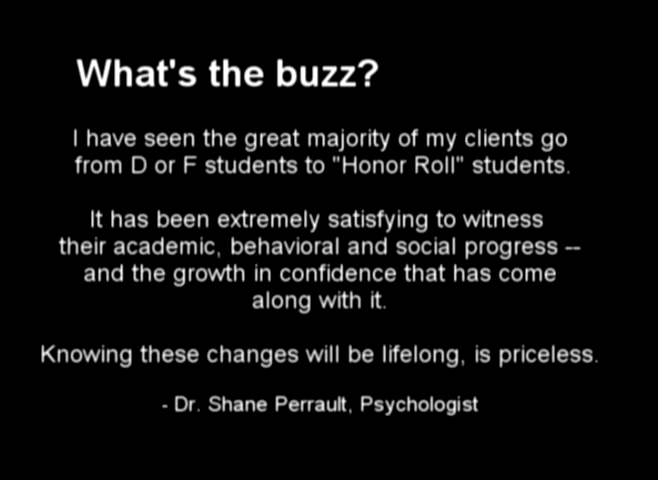 What's the buzz?
I have seen the great majority of my clients go
from D or F students to "Honor Roll" students.
It has been extremely satisfying to witness
their academic, behavioral and social progress --
and the growth in confidence that has come
along with it.
Knowing these changes will be lifelong, is priceless.
- Dr. Shane Perrault, Psychologist